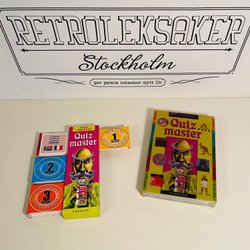 RETROLEKSAKER
Stockholm
ger gamla leksaker nytt liv
Quiz
master
1
2
3
Quiz
master